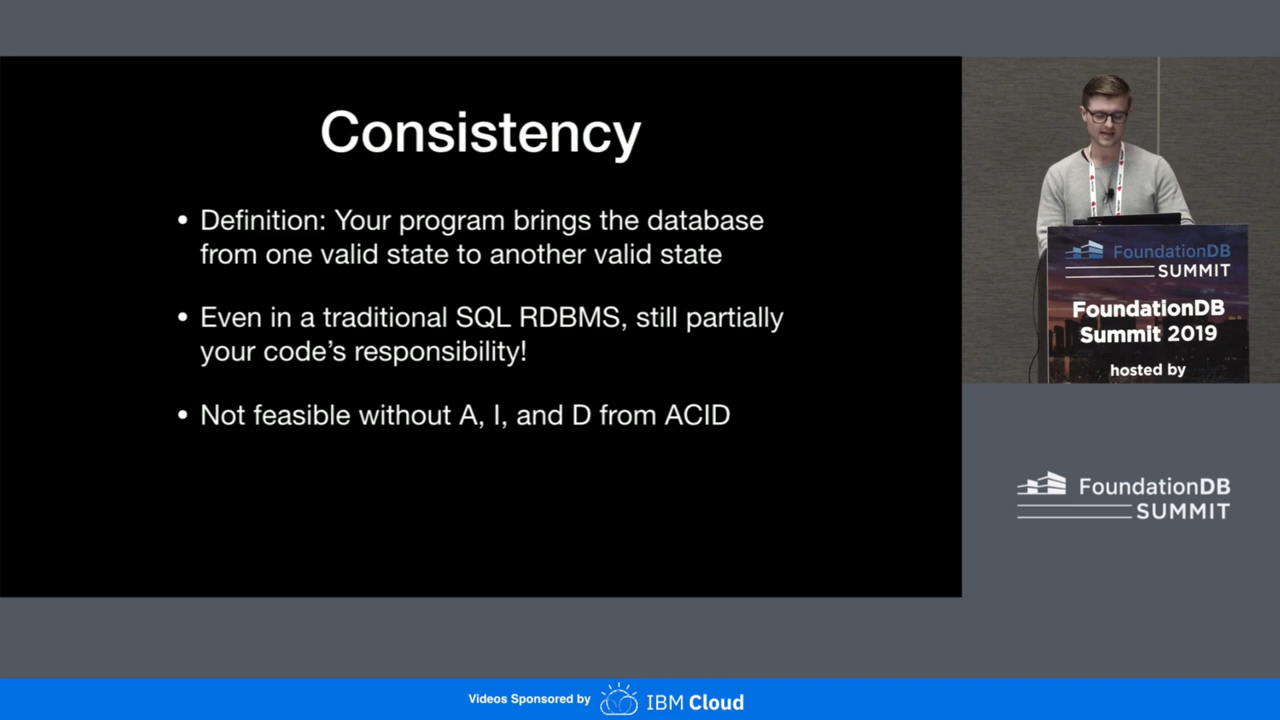 Consistency
• Definition: Your program brings the database
from one valid state to another valid state
• Even in a traditional SQL RDBMS, still partially
your code's responsibility!
• Not feasible without A, I, and D from ACID
FoundationDB
SUMMIT
FoundationDB
Summit 2019
hosted by
FoundationDB
SUMMIT
Videos Sponsored by IBM Cloud